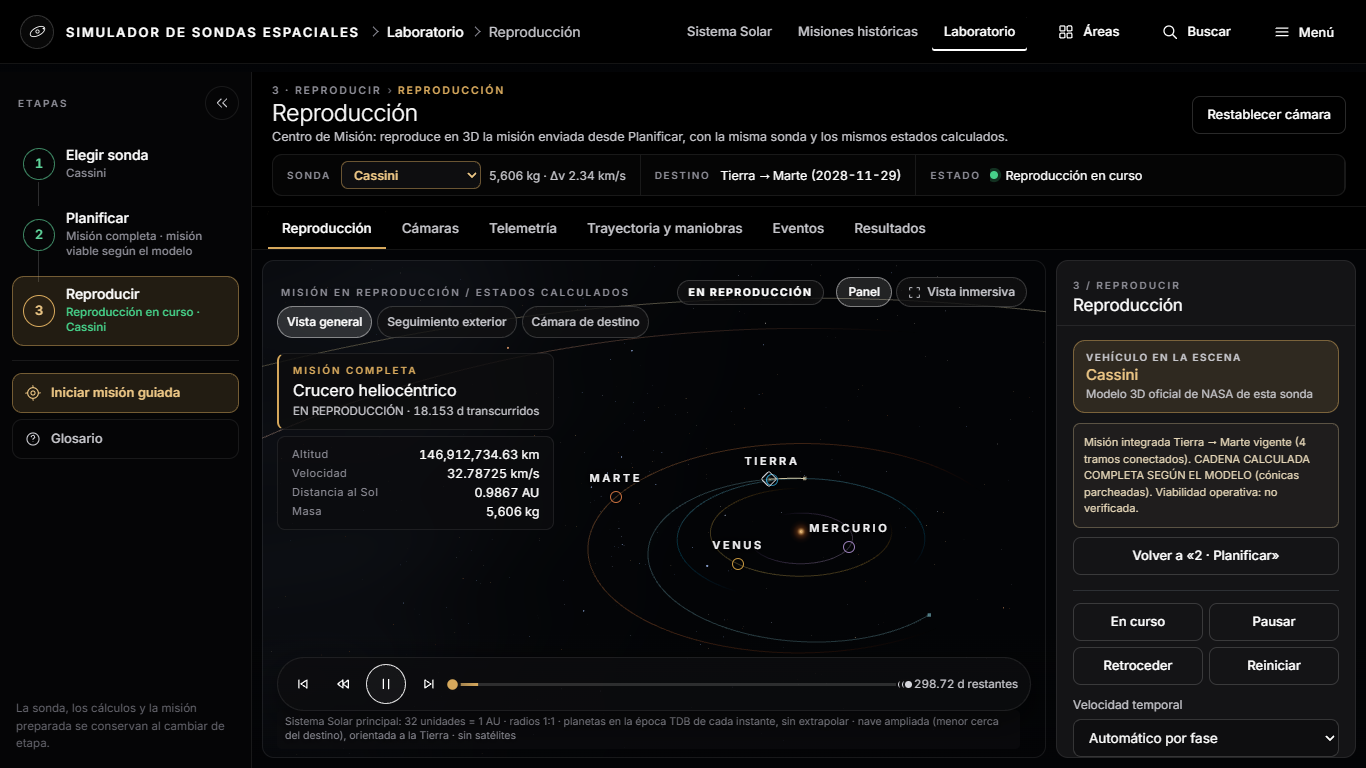 SIMULADOR DE SONDAS ESPACIALES > Laboratorio > Reproducción
Sistema Solar
Misiones históricas
Laboratorio
Áreas
Buscar
Menú
ETAPAS
1
Elegir sonda
Cassini
2
Planificar
Misión completa · misión
viable según el modelo
3
Reproducir
Reproducción en curso ·
Cassini
Iniciar misión guiada
Glosario
La sonda, los cálculos y la misión
preparada se conservan al cambiar de
etapa.
3 · REPRODUCIR › REPRODUCCIÓN
Reproducción
Centro de Misión: reproduce en 3D la misión enviada desde Planificar, con la misma sonda y los mismos estados calculados.
Restablecer cámara
SONDA
Cassini
5,606 kg · Δv 2.34 km/s
DESTINO
Tierra → Marte (2028-11-29)
ESTADO
Reproducción en curso
Reproducción
Cámaras
Telemetría
Trayectoria y maniobras
Eventos
Resultados
MISIÓN EN REPRODUCCIÓN / ESTADOS CALCULADOS
EN REPRODUCCIÓN
Panel
Vista inmersiva
Vista general
Seguimiento exterior
Cámara de destino
MISIÓN COMPLETA
Crucero heliocéntrico
EN REPRODUCCIÓN · 18.153 d transcurridos
Altitud 146,912,734.63 km
Velocidad 32.78725 km/s
Distancia al Sol 0.9867 AU
Masa 5,606 kg
TIERRA
MARTE
MERCURIO
VENUS
298.72 d restantes
Sistema Solar principal: 32 unidades = 1 AU · radios 1:1 · planetas en la época TDB de cada instante, sin extrapolar · nave ampliada (menor cerca
del destino), orientada a la Tierra · sin satélites
3 / REPRODUCIR
Reproducción
VEHÍCULO EN LA ESCENA
Cassini
Modelo 3D oficial de NASA de esta sonda
Misión integrada Tierra → Marte vigente (4
tramos conectados). CADENA CALCULADA
COMPLETA SEGÚN EL MODELO (cónicas
parcheadas). Viabilidad operativa: no
verificada.
Volver a «2 · Planificar»
En curso
Pausar
Retroceder
Reiniciar
Velocidad temporal
Automático por fase